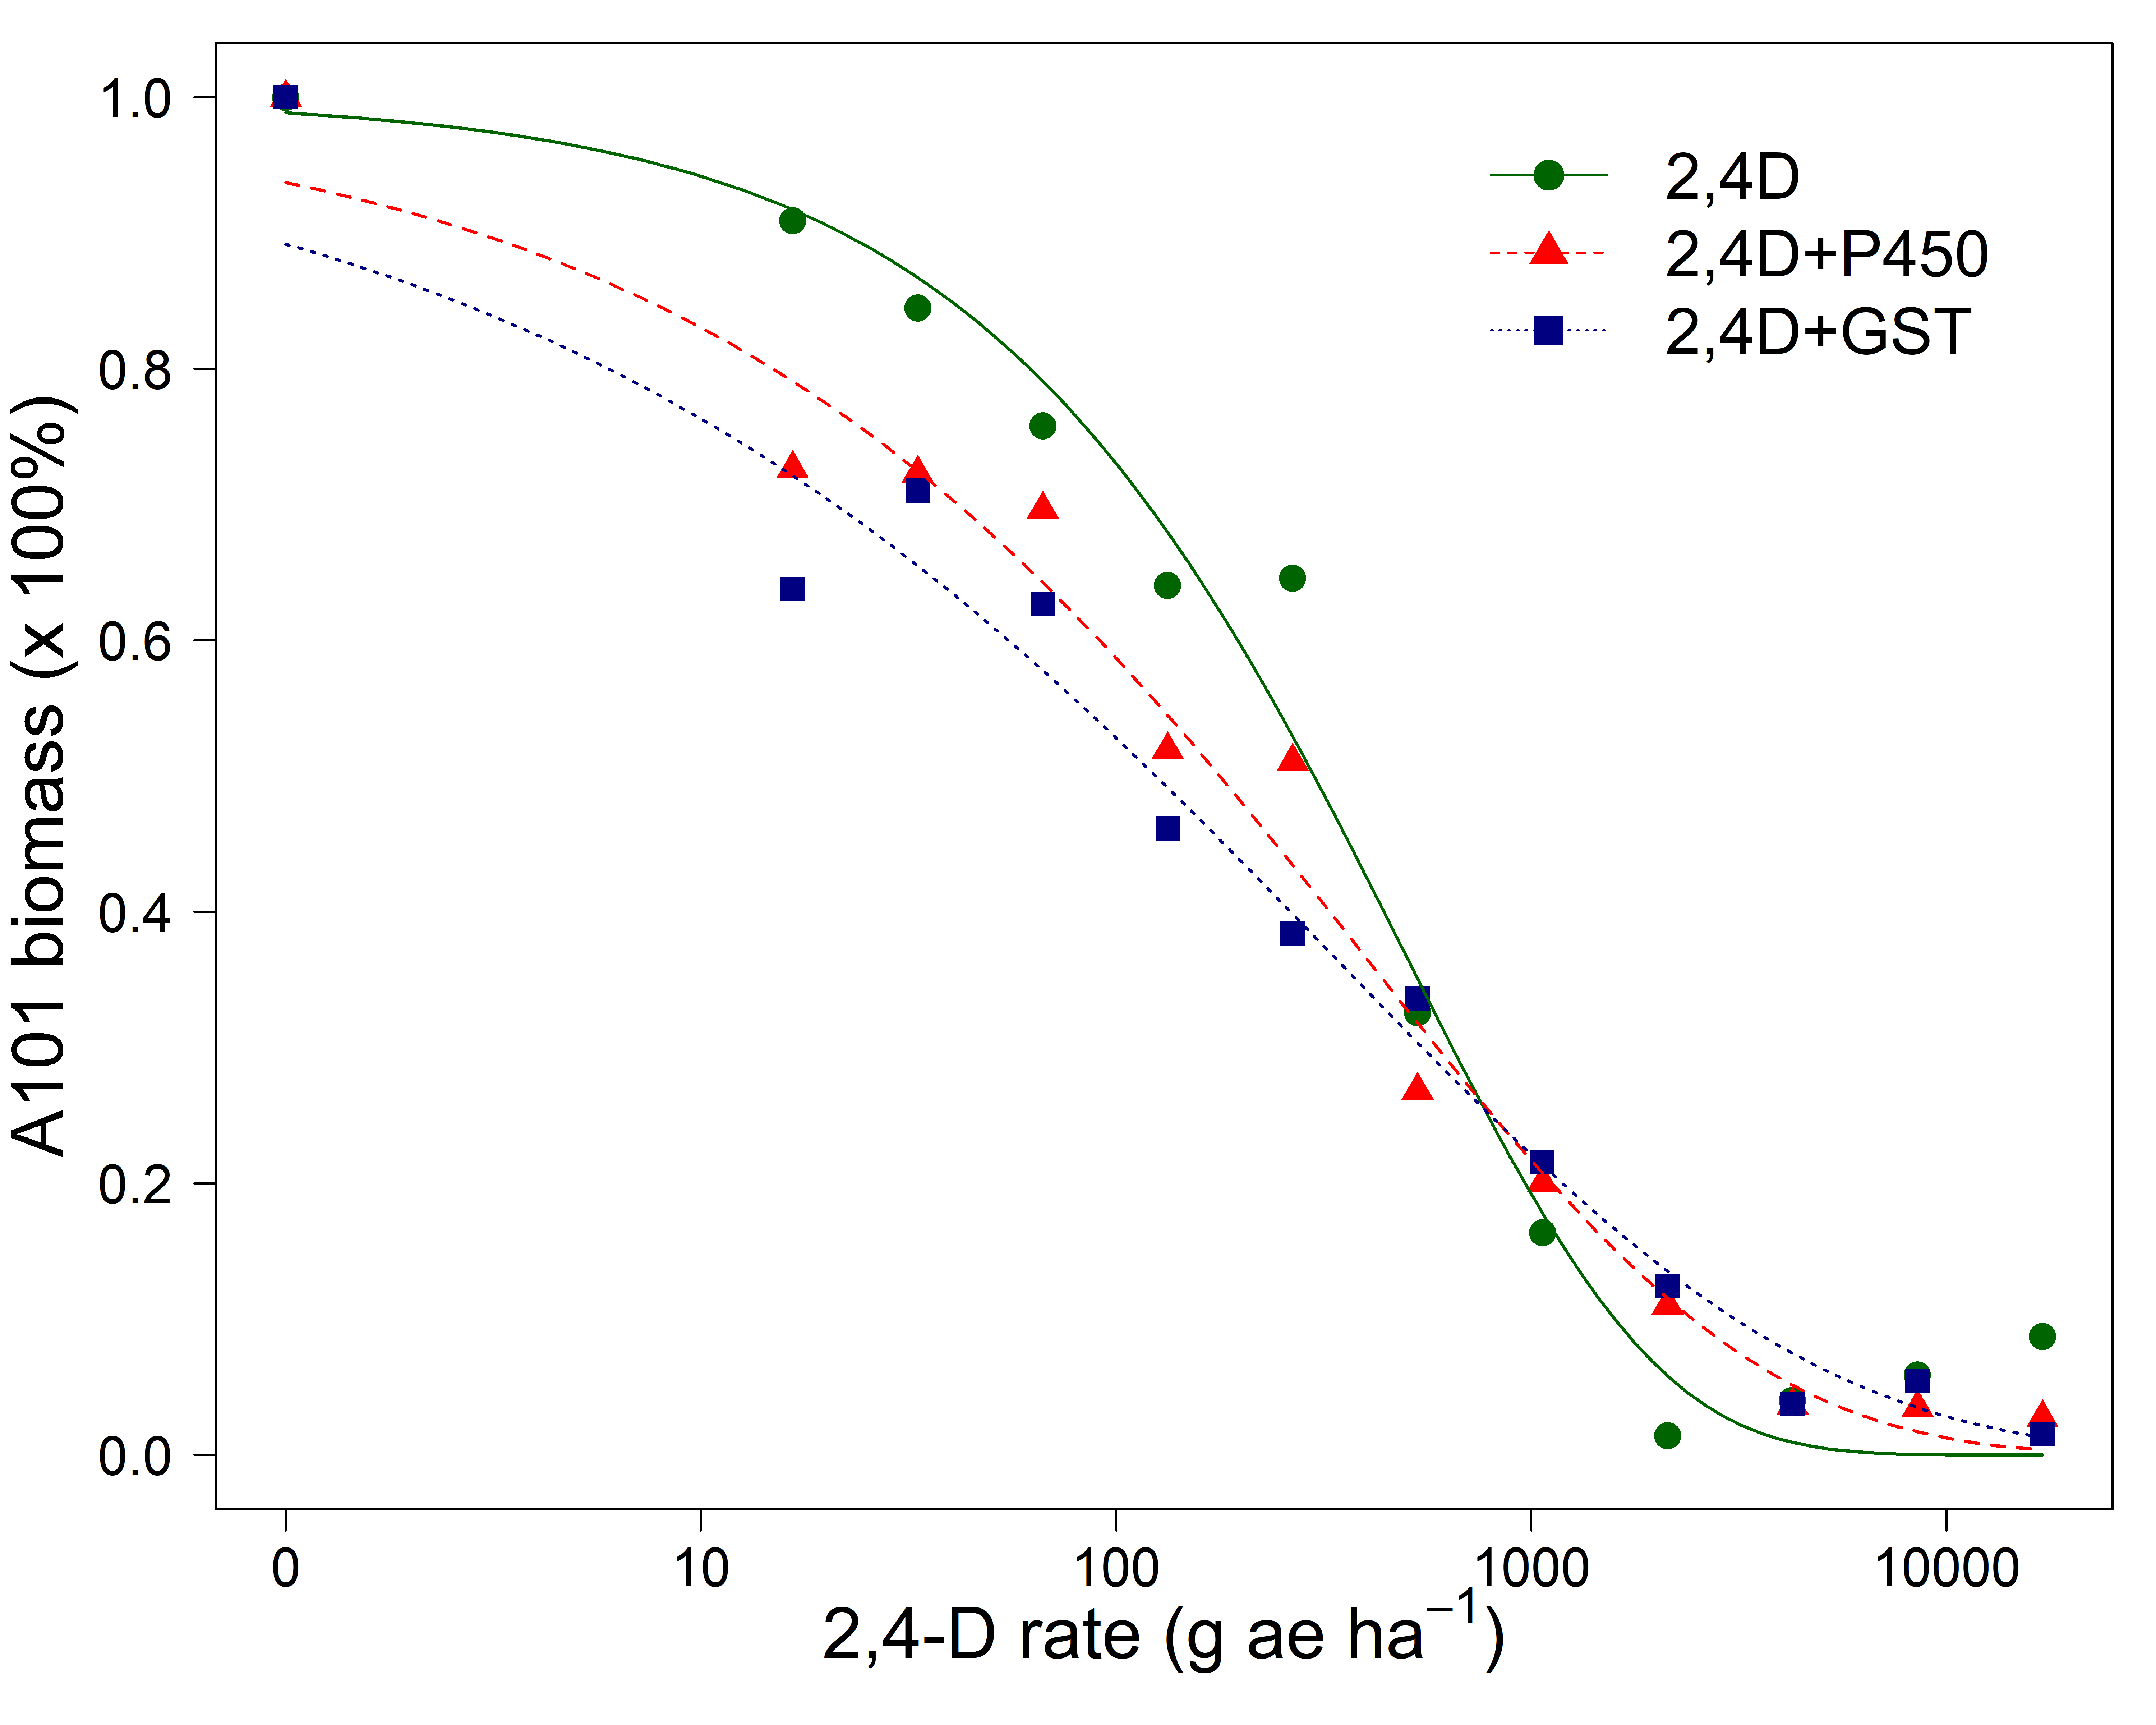 1.0
0.8
0.6
0.4
0.2
0.0
A101 biomass (x 100%)
2,4D
2,4D+P450
2,4D+GST
0 10 100 1000 10000
2,4-D rate (g ae ha⁻¹)